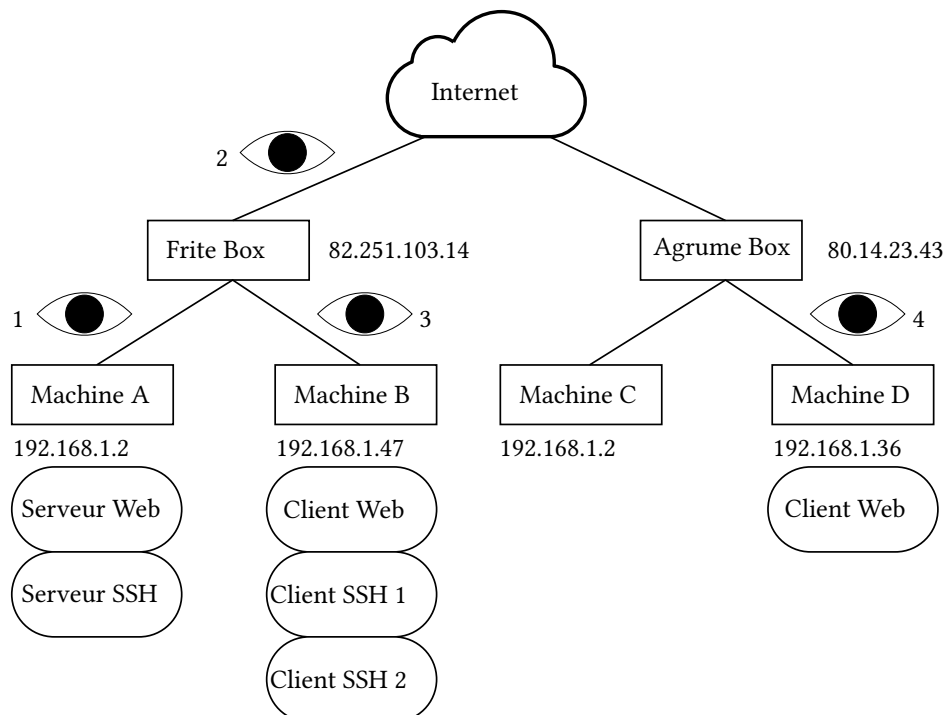 Internet
2
Frite Box
82.251.103.14
Agrume Box
80.14.23.43
1
3
4
Machine A
Machine B
Machine C
Machine D
192.168.1.2
192.168.1.47
192.168.1.2
192.168.1.36
Serveur Web
Client Web
Client Web
Serveur SSH
Client SSH 1
Client SSH 2